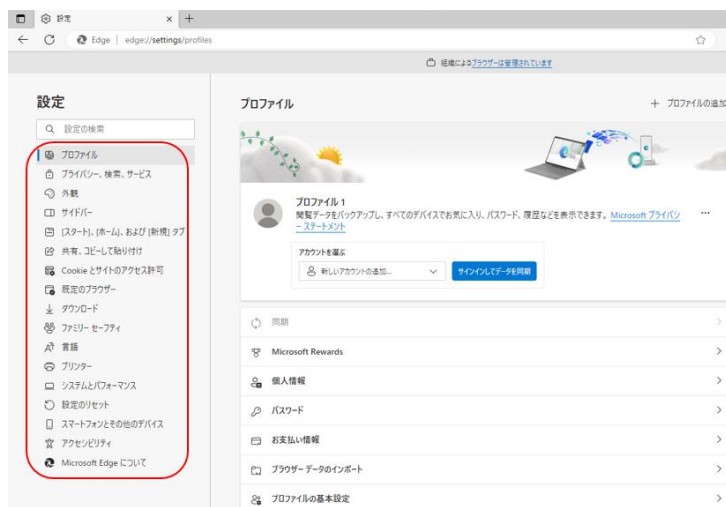 設定
Edge | edge://settings/profiles
組織によるブラウザーは管理されています
設定
設定の検索
プロファイル
プライバシー、検索、サービス
外観
サイドバー
[スタート]、[ホーム]、および [新規] タブ
共有、コピーして貼り付け
Cookie とサイトのアクセス許可
既定のブラウザー
ダウンロード
ファミリー セーフティ
言語
プリンター
システムとパフォーマンス
設定のリセット
スマートフォンとその他のデバイス
アクセシビリティ
Microsoft Edge について
プロファイル
プロファイルの追加
プロファイル 1
閲覧データをバックアップし、すべてのデバイスでお気に入り、パスワード、履歴などを表示できます。Microsoft プライバシ
ー ステートメント
アカウントを選ぶ
新しいアカウントの追加...
サインインしてデータを同期
同期
Microsoft Rewards
個人情報
パスワード
お支払い情報
ブラウザー データのインポート
プロファイルの基本設定